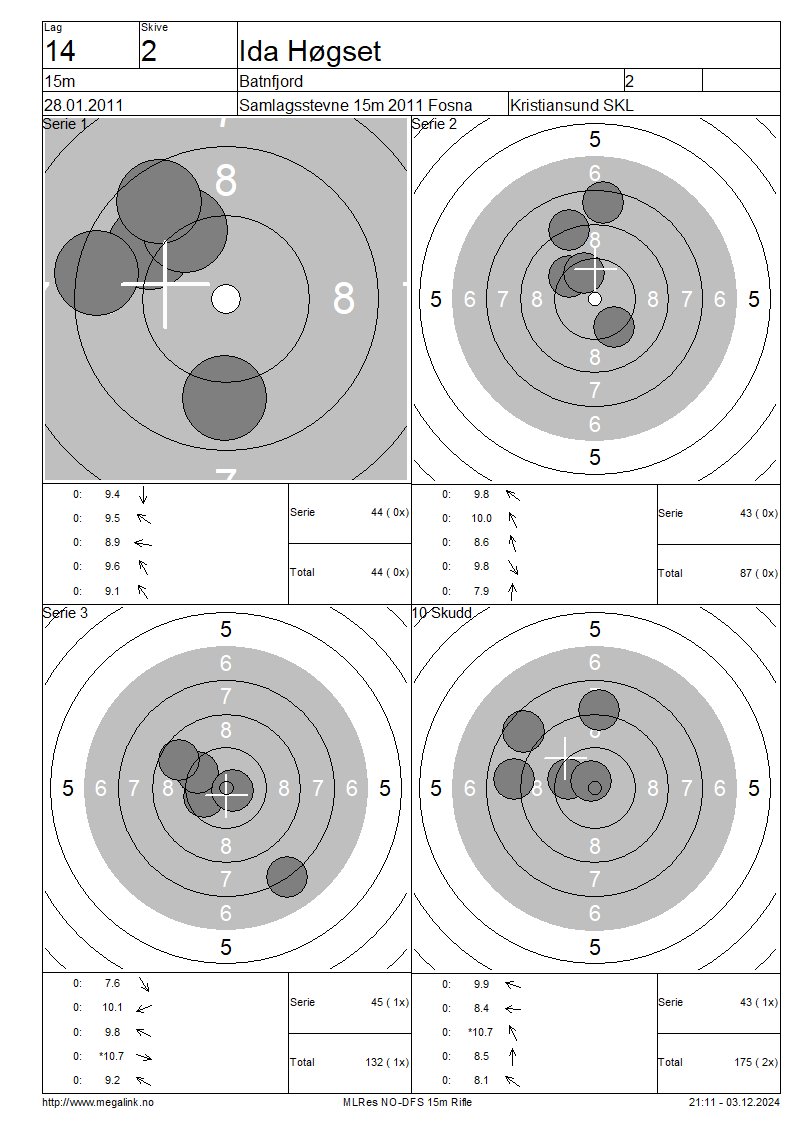 Lag
Skive
14
2
Ida Høgset
15m
Batnfjord
2
28.01.2011
Samlagsstevne 15m 2011 Fosna
Kristiansund SKL
Serie 1
7
8
8
7
0: 9.4
0: 9.5
0: 8.9
0: 9.6
0: 9.1
Serie 44 ( 0x)
Total 44 ( 0x)
Serie 2
5
6
8
5 6 7 8 8 7 6 5
8
7
6
5
0: 9.8
0: 10.0
0: 8.6
0: 9.8
0: 7.9
Serie 43 ( 0x)
Total 87 ( 0x)
Serie 3
5
6
7
8
5 6 7 8 8 7 6 5
8
7
6
5
0: 7.6
0: 10.1
0: 9.8
0: *10.7
0: 9.2
Serie 45 ( 1x)
Total 132 ( 1x)
10 Skudd
5
6
8
5 6 8 8 7 6 5
8
7
6
5
0: 9.9
0: 8.4
0: *10.7
0: 8.5
0: 8.1
Serie 43 ( 1x)
Total 175 ( 2x)
http://www.megalink.no
MLRes NO-DFS 15m Rifle
21:11 - 03.12.2024